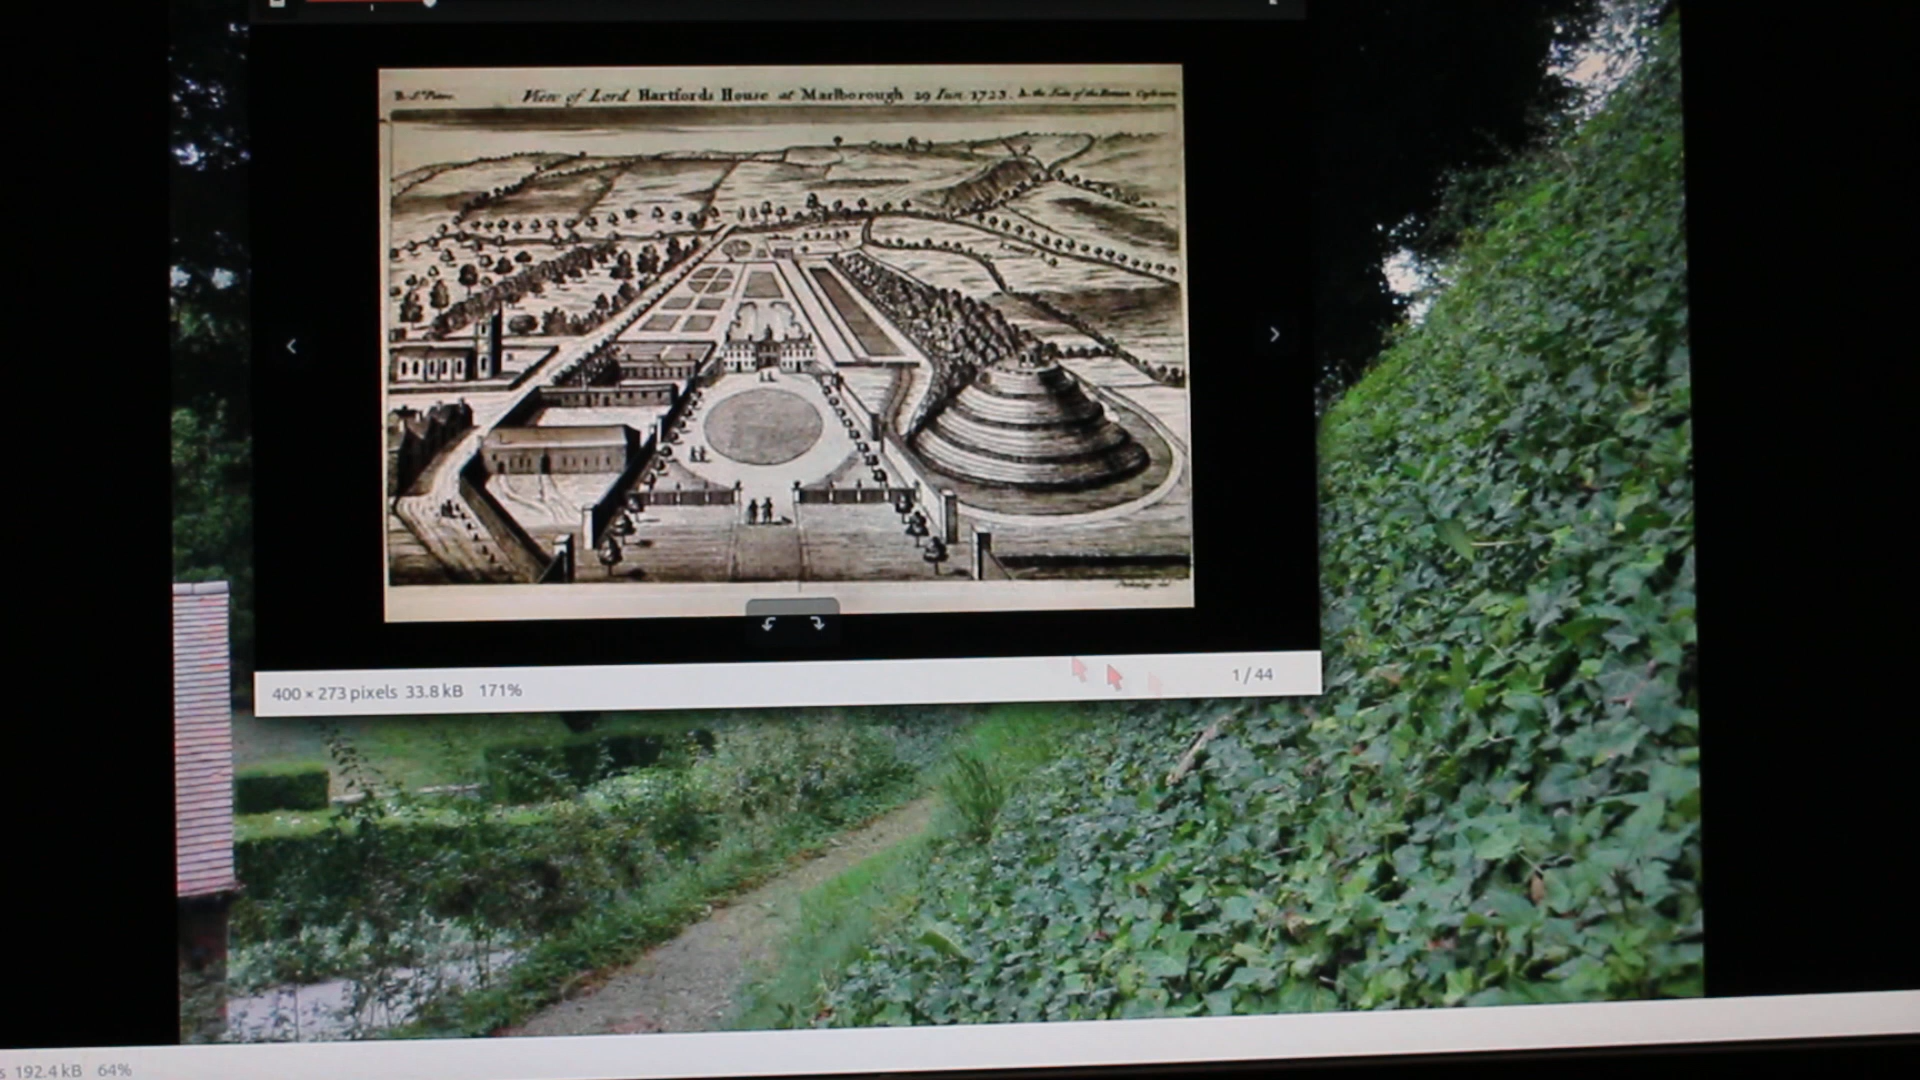 View of Lord Hartfords House at Marlborough 29 Iun. 1723.
400 × 273 pixels 33.8 kB 171%
1 / 44
s 192.4 kB 64%